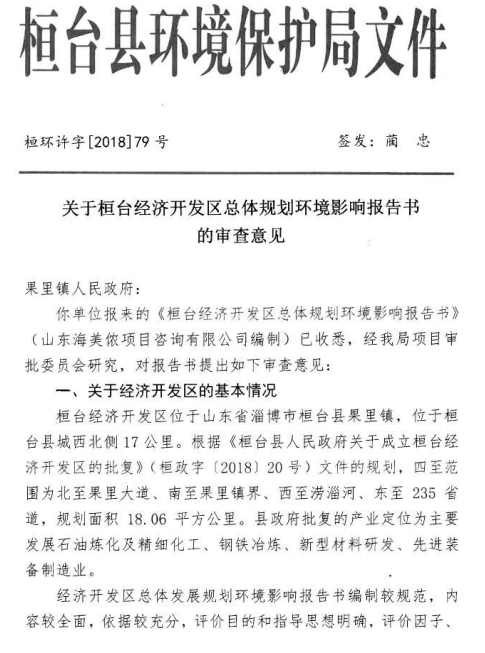 桓台县环境保护局文件
桓环许字[2018]79 号 签发：蔺 忠
关于桓台经济开发区总体规划环境影响报告书
的审查意见
果里镇人民政府：
你单位报来的《桓台经济开发区总体规划环境影响报告书》
（山东海美侬项目咨询有限公司编制）已收悉，经我局项目审
批委员会研究，对报告书提出如下审查意见：
一、关于经济开发区的基本情况
桓台经济开发区位于山东省淄博市桓台县果里镇，位于桓
台县城西北侧 17 公里。根据《桓台县人民政府关于成立桓台经
济开发区的批复》（桓政字〔2018〕20 号）文件的规划，四至范
围为北至果里大道、南至果里镇界、西至涝淄河、东至 235 省
道，规划面积 18.06 平方公里。县政府批复的产业定位为主要
发展石油炼化及精细化工、钢铁冶炼、新型材料研发、先进装
备制造业。
经济开发区总体发展规划环境影响报告书编制较规范，内
容较全面，依据较充分，评价目的和指导思想明确，评价因子、